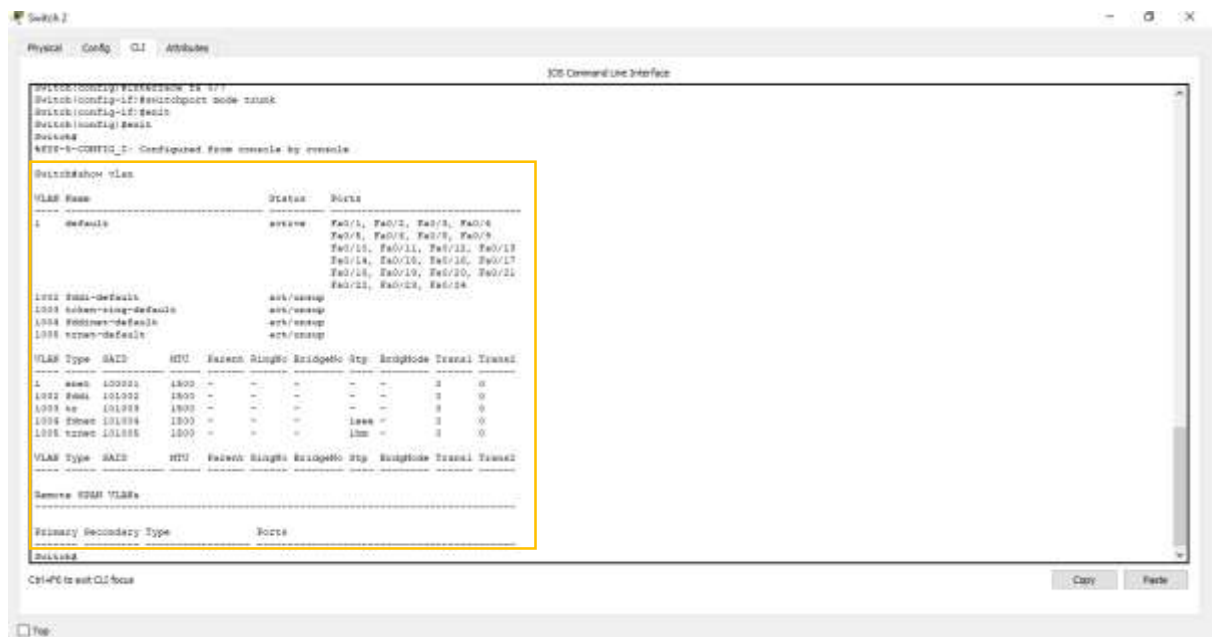 Switch 2
Physical Config CLI Attributes
IOS Command Line Interface
Switch(config)#interface fa 0/7
Switch(config-if)#switchport mode trunk
Switch(config-if)#exit
Switch(config)#exit
Switch#
%SYS-5-CONFIG_I: Configured from console by console
Switch#show vlan
VLAN Name Status Ports
1 default active Fa0/1, Fa0/2, Fa0/3, Fa0/4
Fa0/5, Fa0/6, Fa0/8, Fa0/9
Fa0/10, Fa0/11, Fa0/12, Fa0/13
Fa0/14, Fa0/15, Fa0/16, Fa0/17
Fa0/18, Fa0/19, Fa0/20, Fa0/21
Fa0/22, Fa0/23, Fa0/24
1002 fddi-default act/unsup
1003 token-ring-default act/unsup
1004 fddinet-default act/unsup
1005 trnet-default act/unsup
VLAN Type SAID MTU Parent RingNo BridgeNo Stp BrdgMode Trans1 Trans2
1 enet 100001 1500 - - - - - 0 0
1002 fddi 101002 1500 - - - - - 0 0
1003 tr 101003 1500 - - - - - 0 0
1004 fdnet 101004 1500 - - - ieee - 0 0
1005 trnet 101005 1500 - - - ibm - 0 0
VLAN Type SAID MTU Parent RingNo BridgeNo Stp BrdgMode Trans1 Trans2
Remote SPAN VLANs
Primary Secondary Type Ports
Switch#
Ctrl+F6 to exit CLI focus
Copy Paste
Top